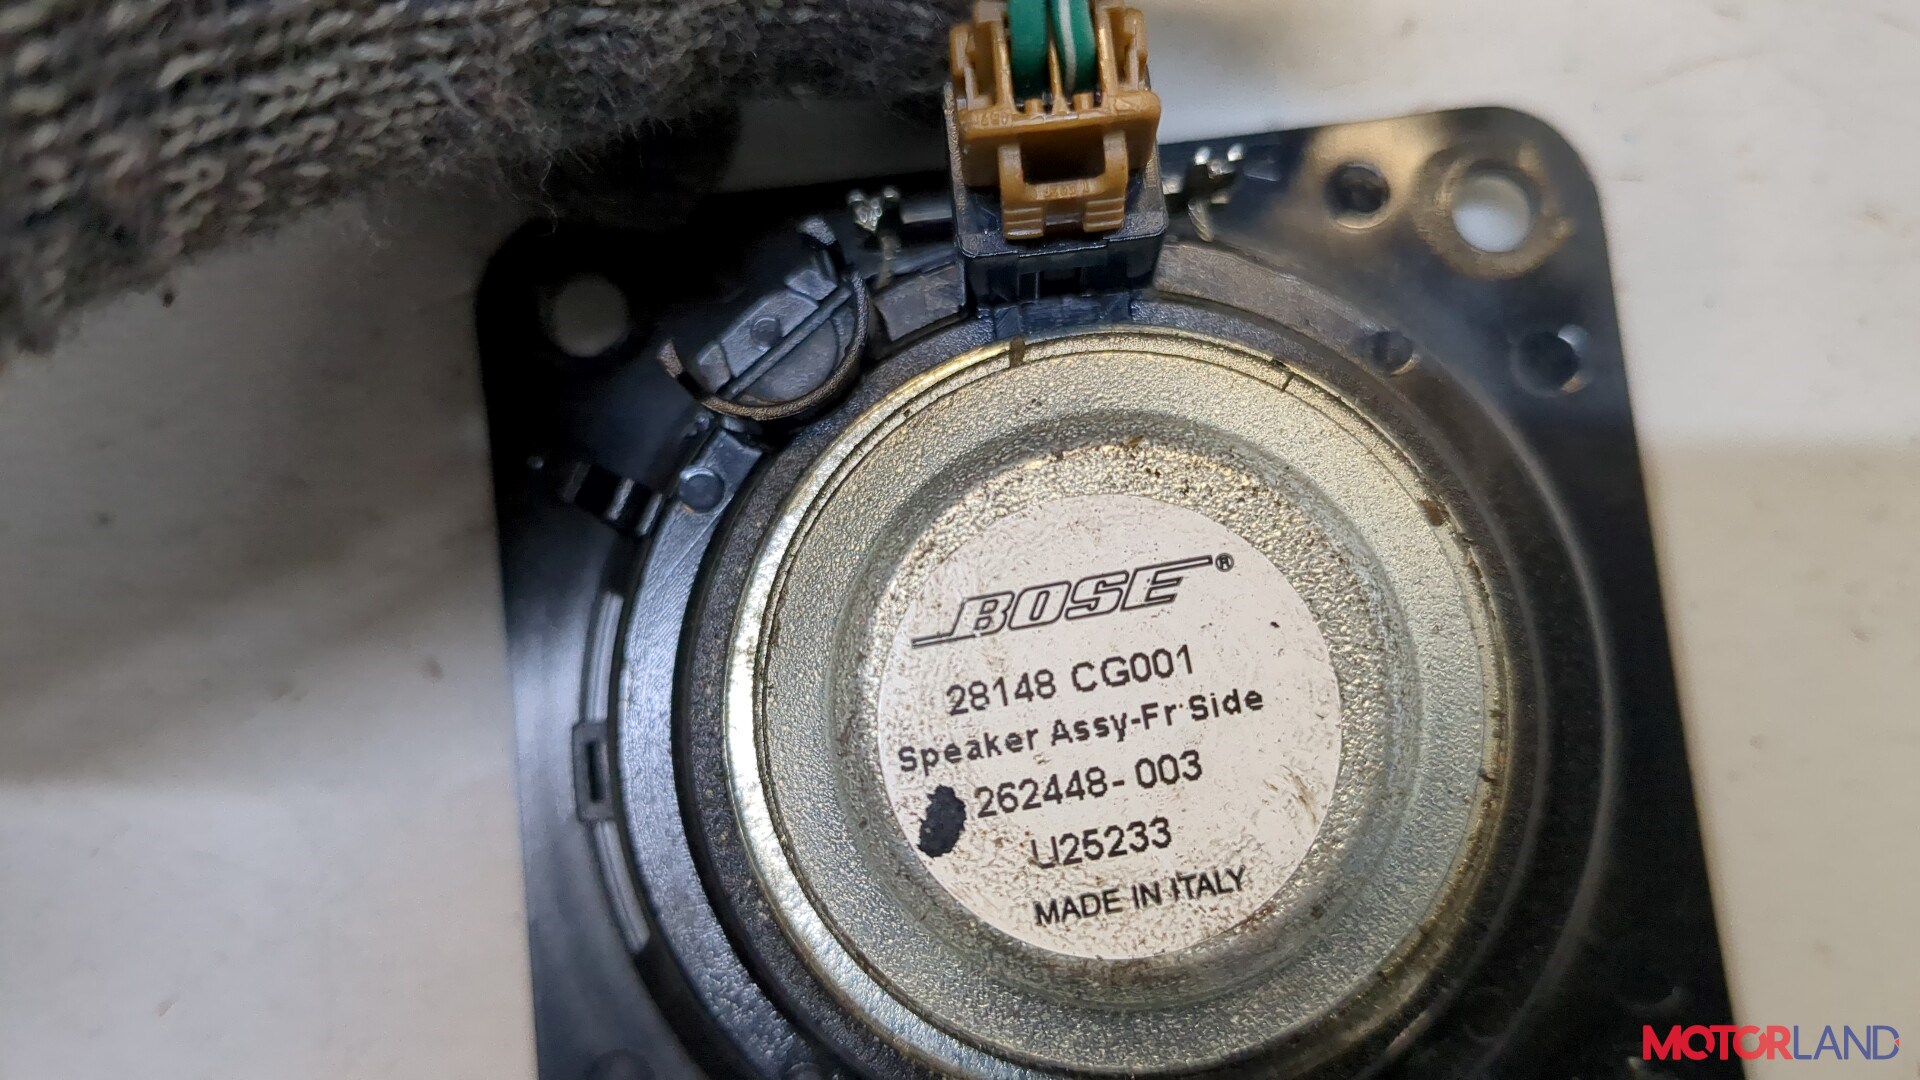 BOSE®
28148 CG001
Speaker Assy-Fr Side
262448-003
U25233
MADE IN ITALY
MOTORLAND